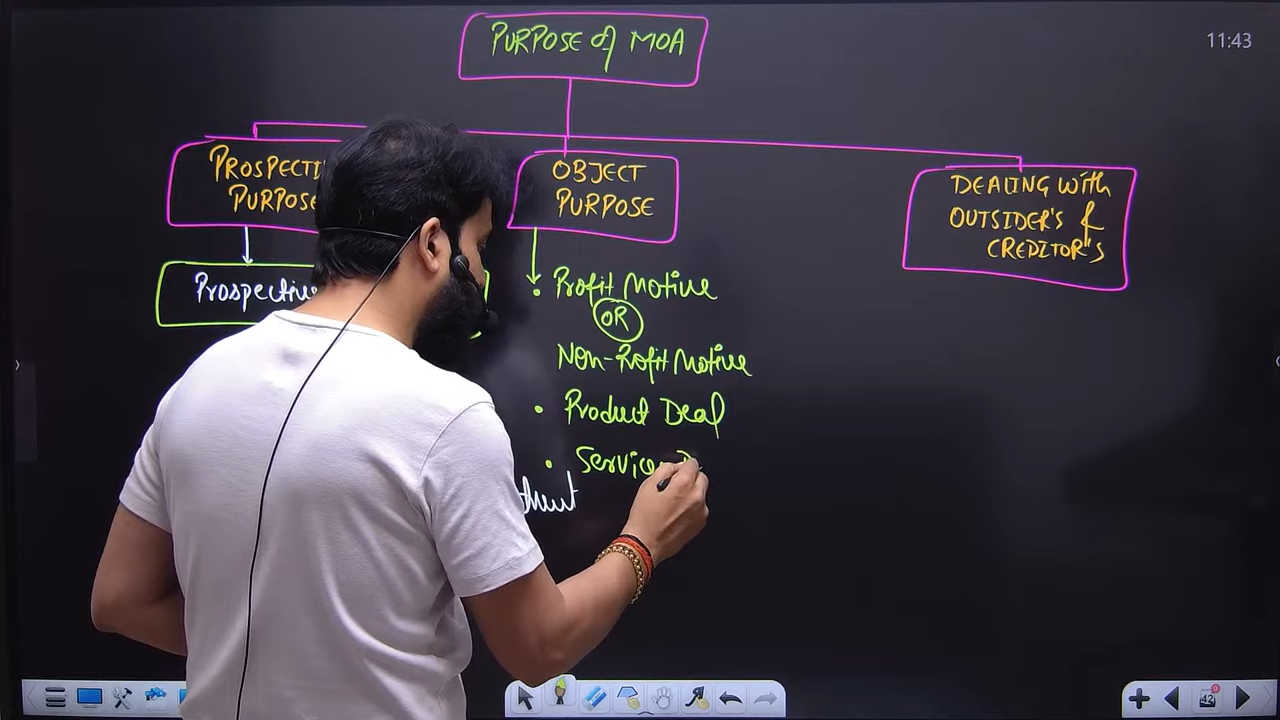 PURPOSE of MOA
11:43
PURPOSE
OBJECT
PURPOSE
DEALING WITH
OUTSIDER'S &
CREDITOR'S
Prospective
• Profit Motive
OR
Non-Profit Motive
• Product Deal
• Service
42